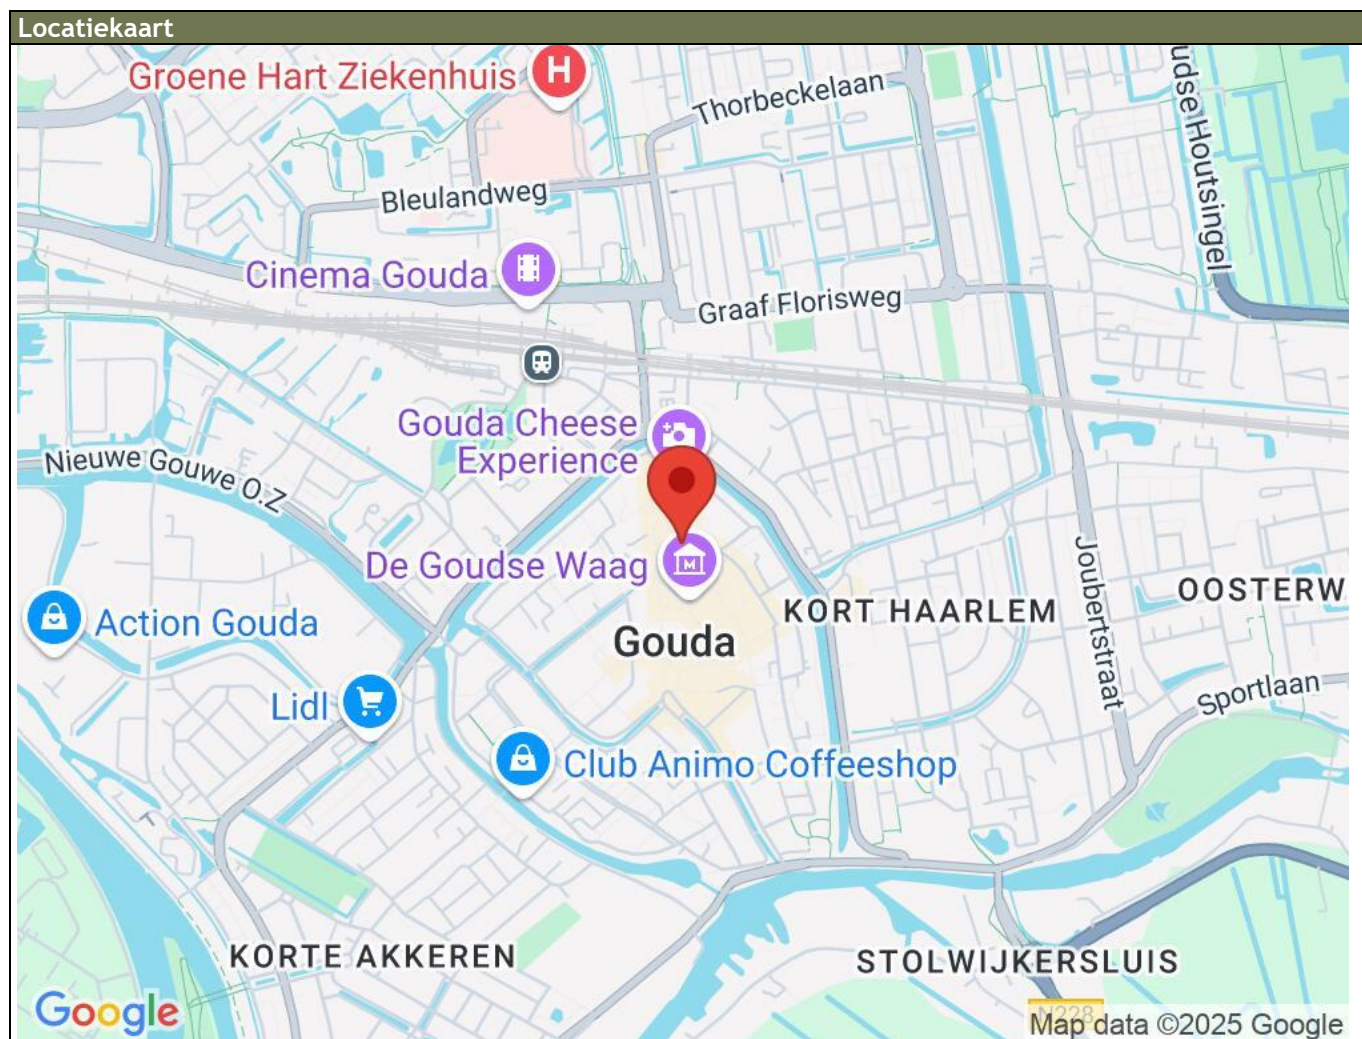 Locatiekaart
Groene Hart Ziekenhuis
H
Thorbeckelaan
udse Houtsingel
Bleulandweg
Cinema Gouda
Graaf Florisweg
Gouda Cheese
Experience
Nieuwe Gouwe O.Z
De Goudse Waag
M
Joubertstraat
OOSTERW
KORT HAARLEM
Action Gouda
Gouda
Sportlaan
Lidl
Club Animo Coffeeshop
KORTE AKKEREN
STOLWIJKERSLUIS
N228
Google
Map data ©2025 Google